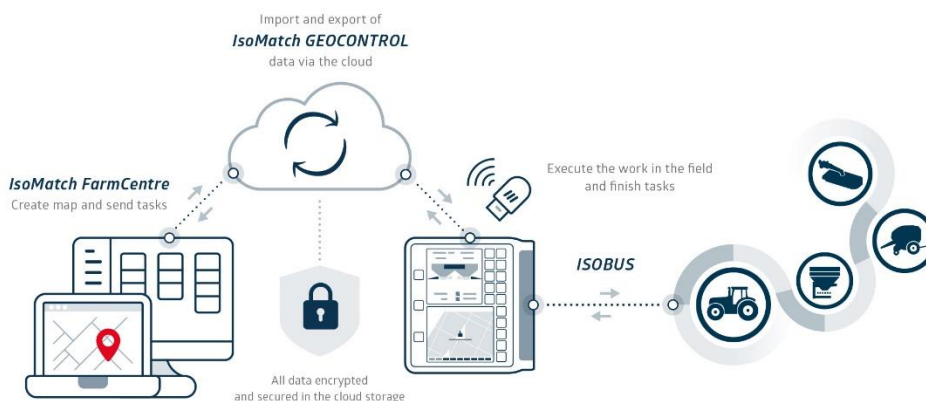 Import and export of
IsoMatch GEOCONTROL
data via the cloud
IsoMatch FarmCentre
Create map and send tasks
Execute the work in the field
and finish tasks
ISOBUS
All data encrypted
and secured in the cloud storage